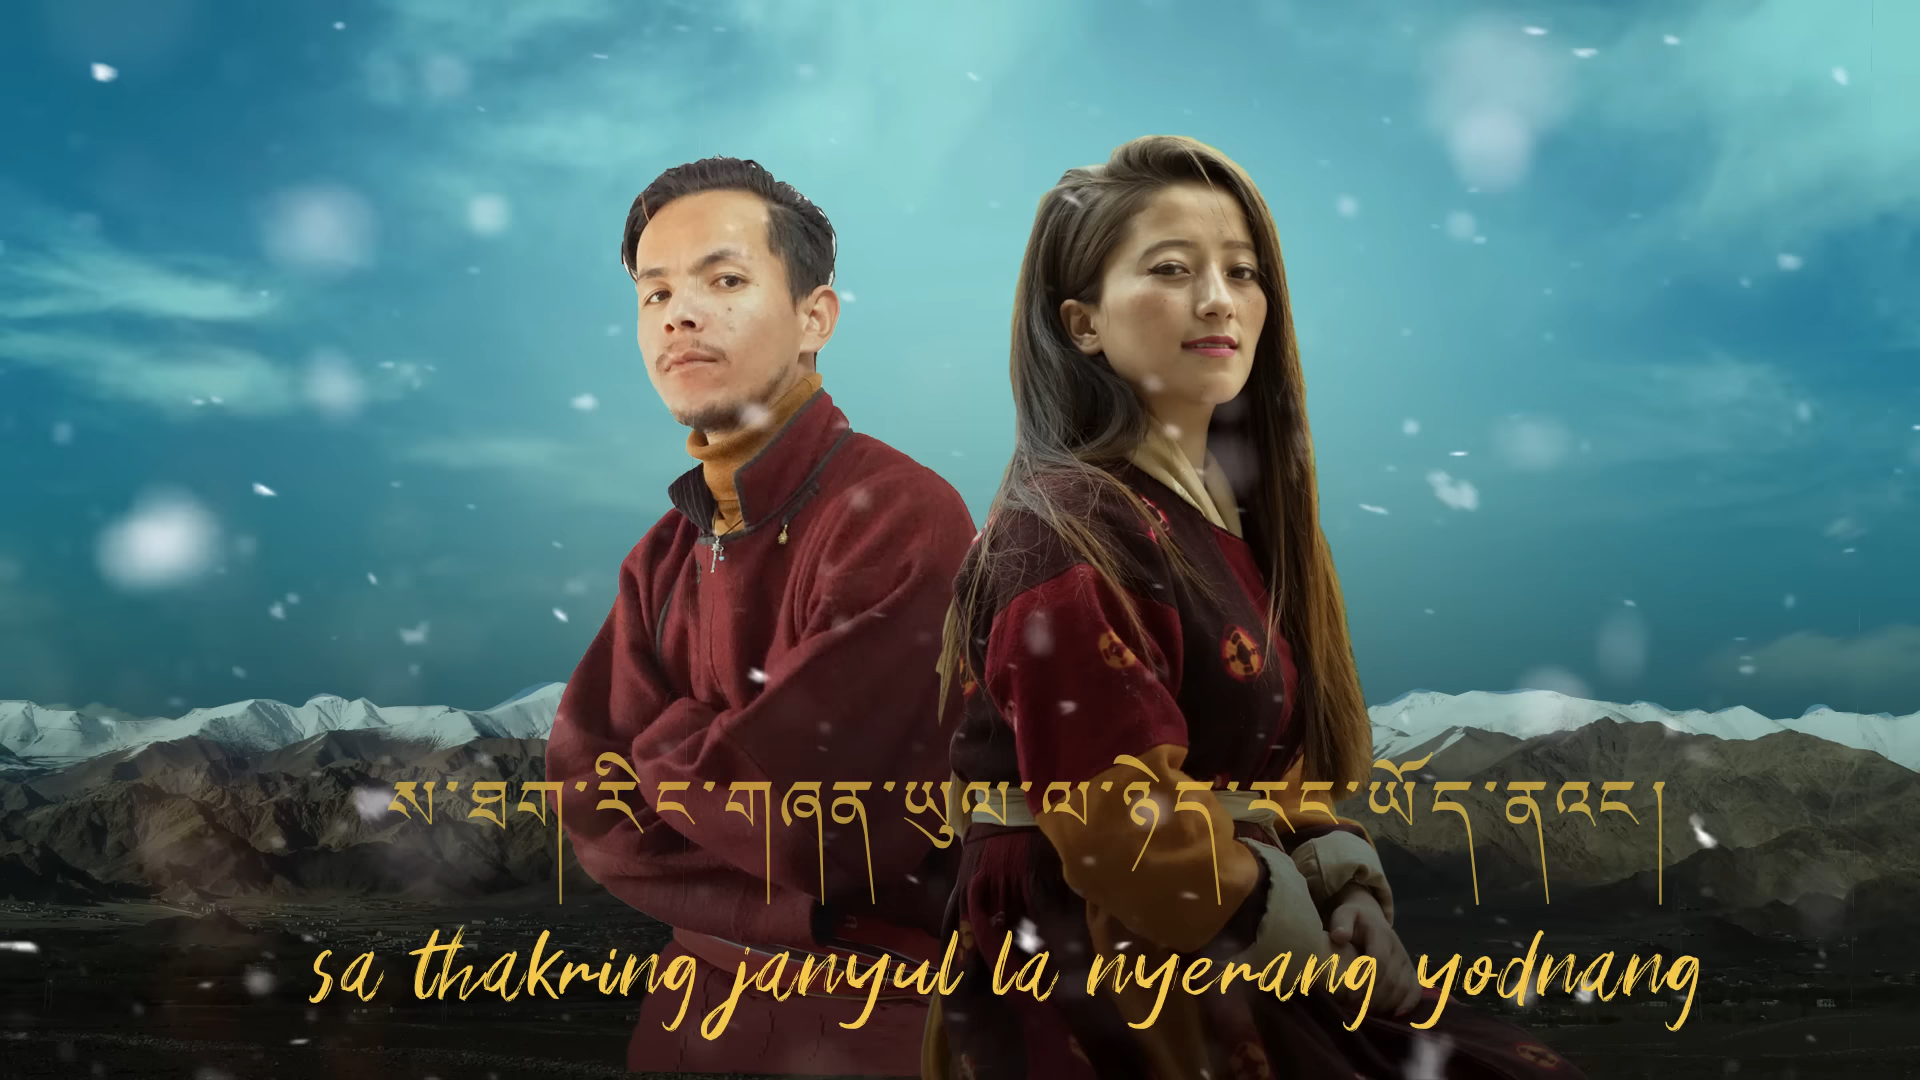 ས་ཐག་རིང་གཞན་ཡུལ་ལ་ཉེད་རང་ཡོད་ནའང།
sa thakring janyul la nyerang yodnang